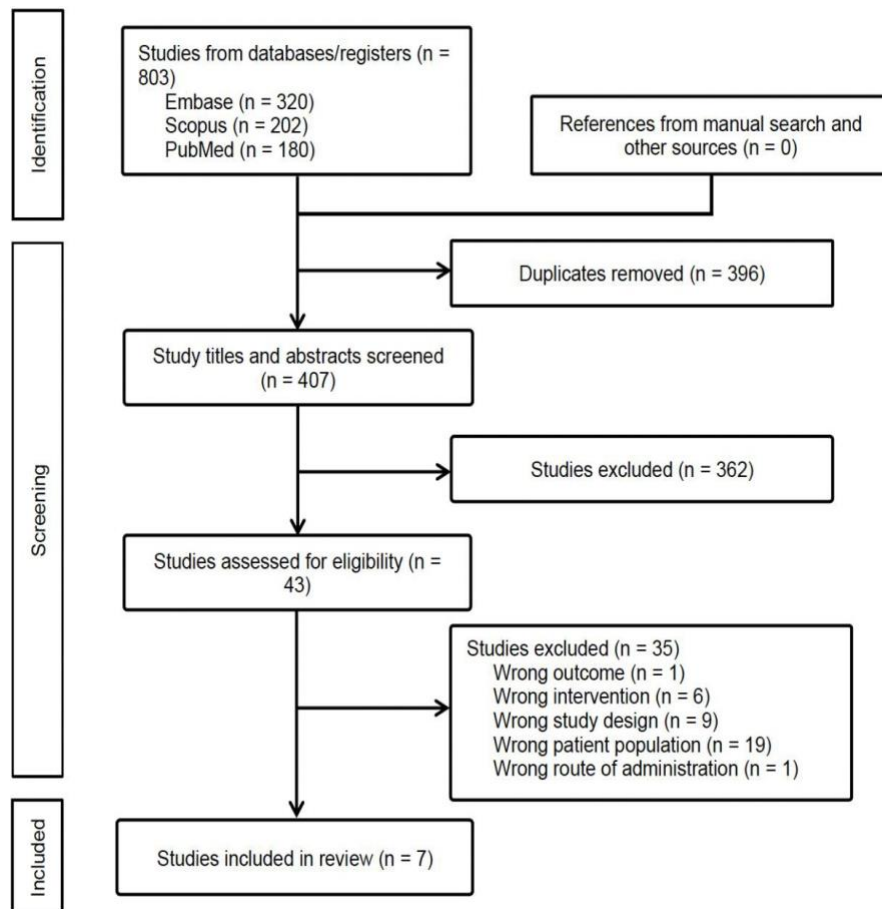 Identification
Studies from databases/registers (n =
803)
Embase (n = 320)
Scopus (n = 202)
PubMed (n = 180)
References from manual search and
other sources (n = 0)
Screening
Duplicates removed (n = 396)
Study titles and abstracts screened
(n = 407)
Studies excluded (n = 362)
Studies assessed for eligibility (n =
43)
Studies excluded (n = 35)
Wrong outcome (n = 1)
Wrong intervention (n = 6)
Wrong study design (n = 9)
Wrong patient population (n = 19)
Wrong route of administration (n = 1)
Included
Studies included in review (n = 7)